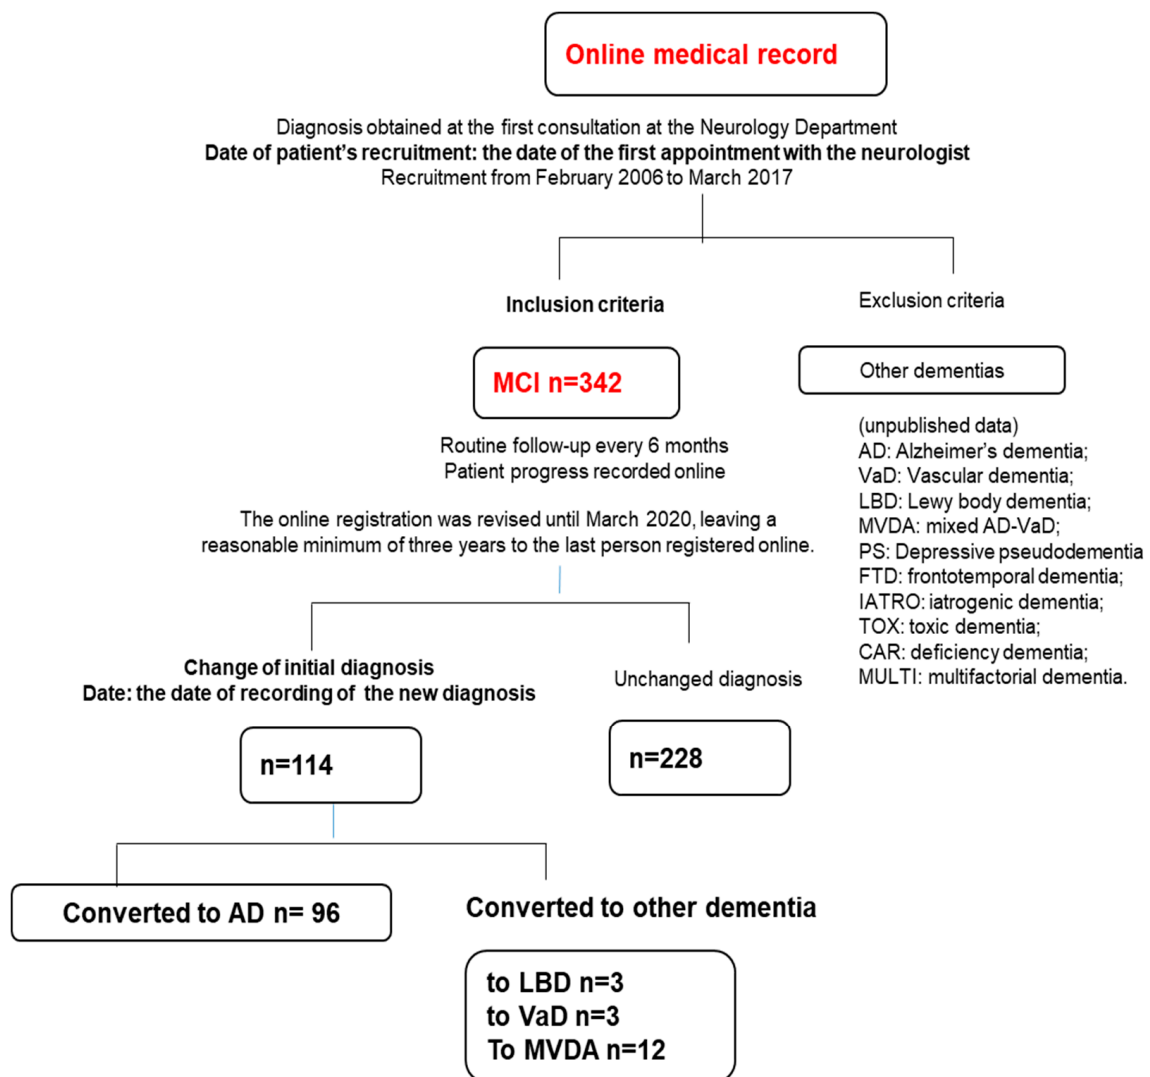 Online medical record
Diagnosis obtained at the first consultation at the Neurology Department
Date of patient's recruitment: the date of the first appointment with the neurologist
Recruitment from February 2006 to March 2017
Inclusion criteria
MCI n=342
Routine follow-up every 6 months
Patient progress recorded online
Exclusion criteria
Other dementias
(unpublished data)
AD: Alzheimer's dementia;
VaD: Vascular dementia;
LBD: Lewy body dementia;
MVDA: mixed AD-VaD;
PS: Depressive pseudodementia
FTD: frontotemporal dementia;
IATRO: iatrogenic dementia;
TOX: toxic dementia;
CAR: deficiency dementia;
MULTI: multifactorial dementia.
The online registration was revised until March 2020, leaving a
reasonable minimum of three years to the last person registered online.
Change of initial diagnosis
Date: the date of recording of the new diagnosis
n=114
Unchanged diagnosis
n=228
Converted to AD n= 96
Converted to other dementia
to LBD n=3
to VaD n=3
To MVDA n=12